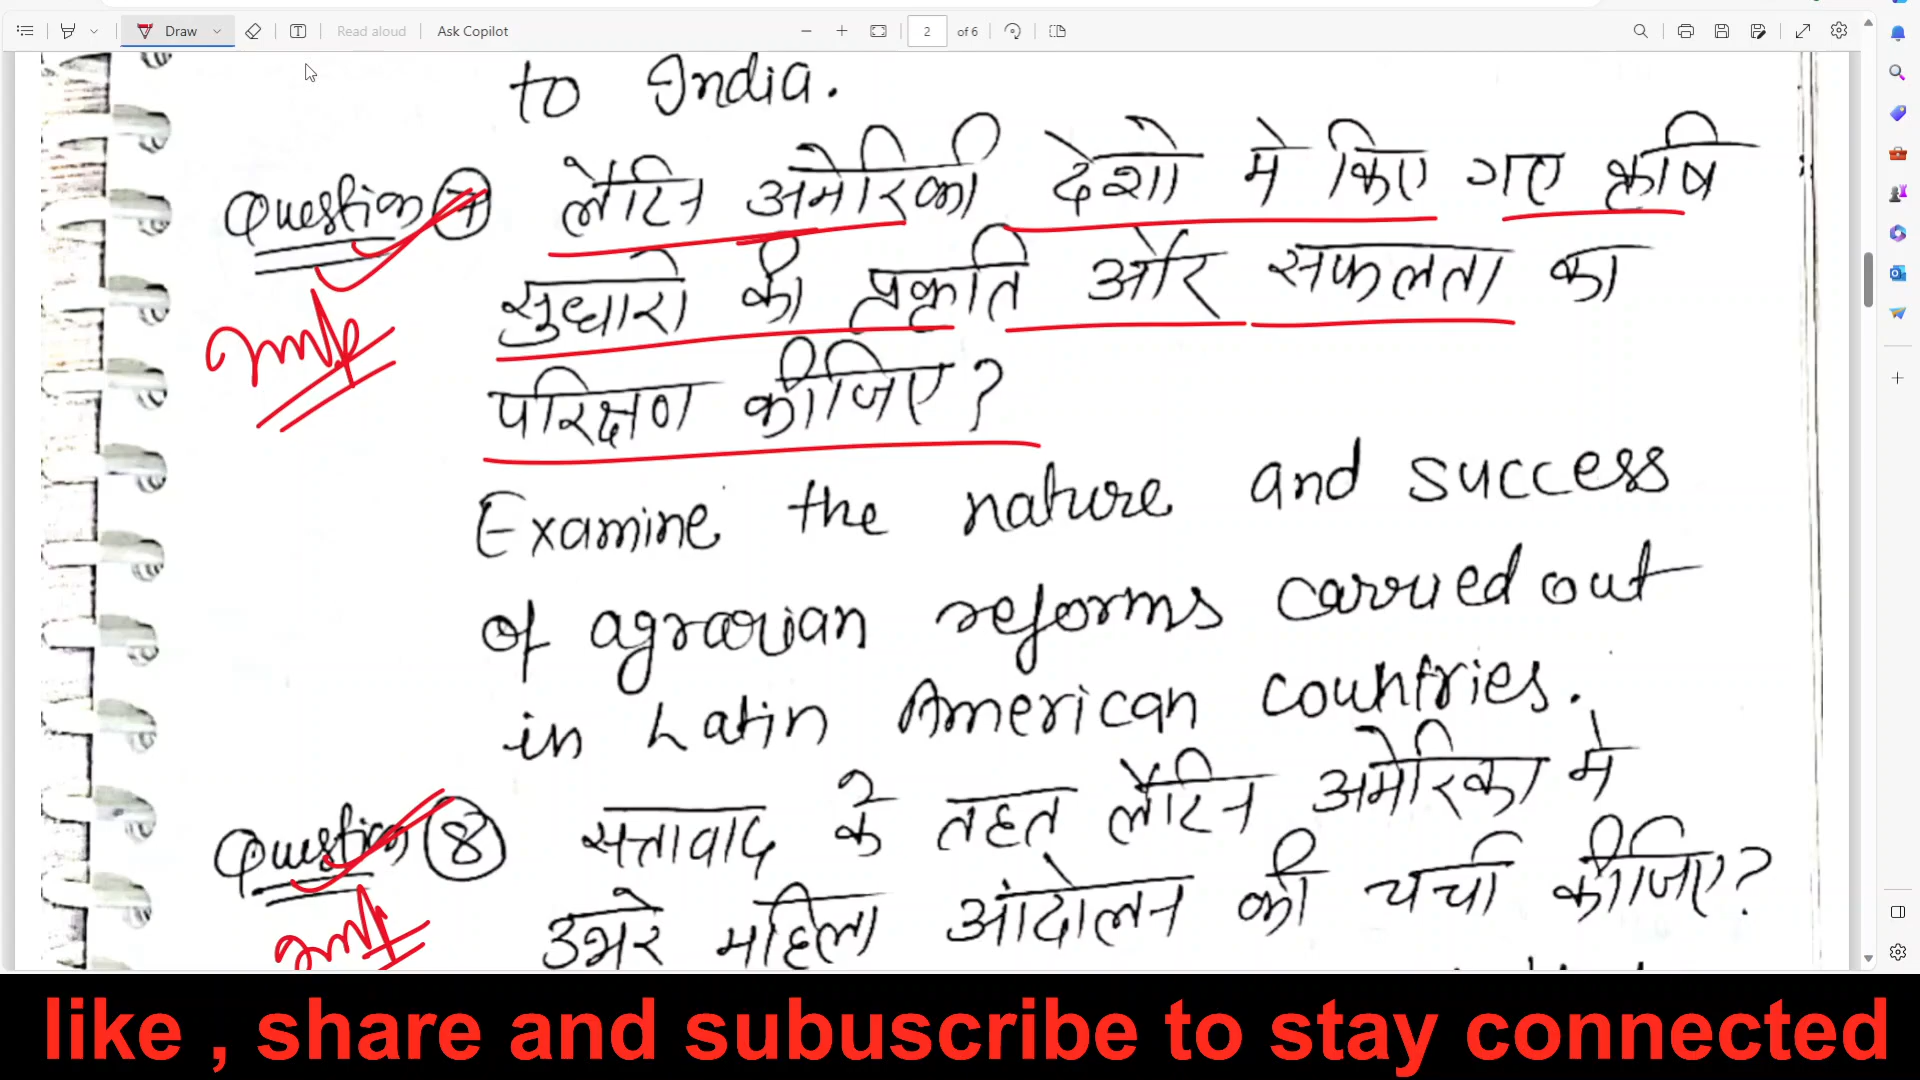 Draw
Read aloud
Ask Copilot
2
of 6
to India.
Question 7 लैटिन अमेरिकी देशो मे किए गए कृषि
सुधारो की प्रकृति और सफलता का
Imp
परिक्षण कीजिए ?
Examine the nature and success
of agrarian reforms carried out
in Latin American countries.
Question 8 सत्तावाद के तहत लैटिन अमेरिका मे
उभरे महिला आंदोलन की चर्चा कीजिए ?
Imp
like , share and subuscribe to stay connected